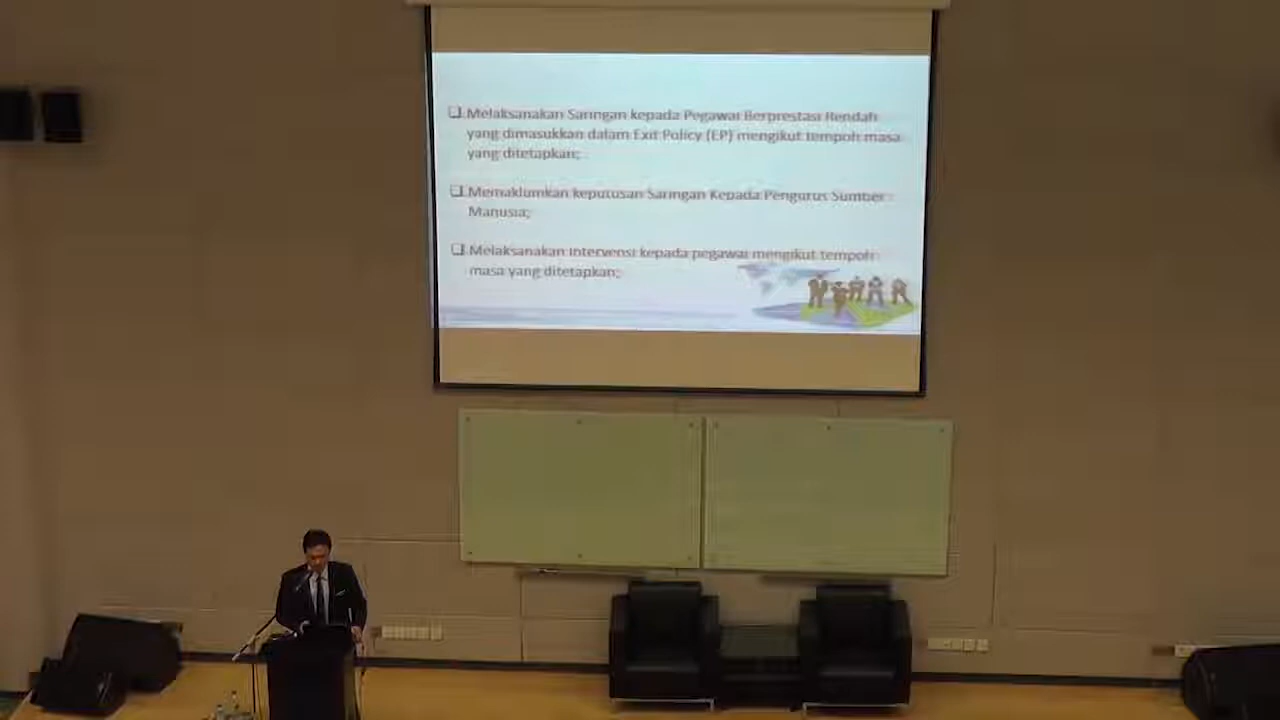 ❑ Melaksanakan Saringan kepada Pegawai Berprestasi Rendah
yang dimasukkan dalam Exit Policy (EP) mengikut tempoh masa
yang ditetapkan;
❑ Memaklumkan keputusan Saringan Kepada Pengurus Sumber
Manusia;
❑ Melaksanakan Intervensi kepada pegawai mengikut tempoh
masa yang ditetapkan;